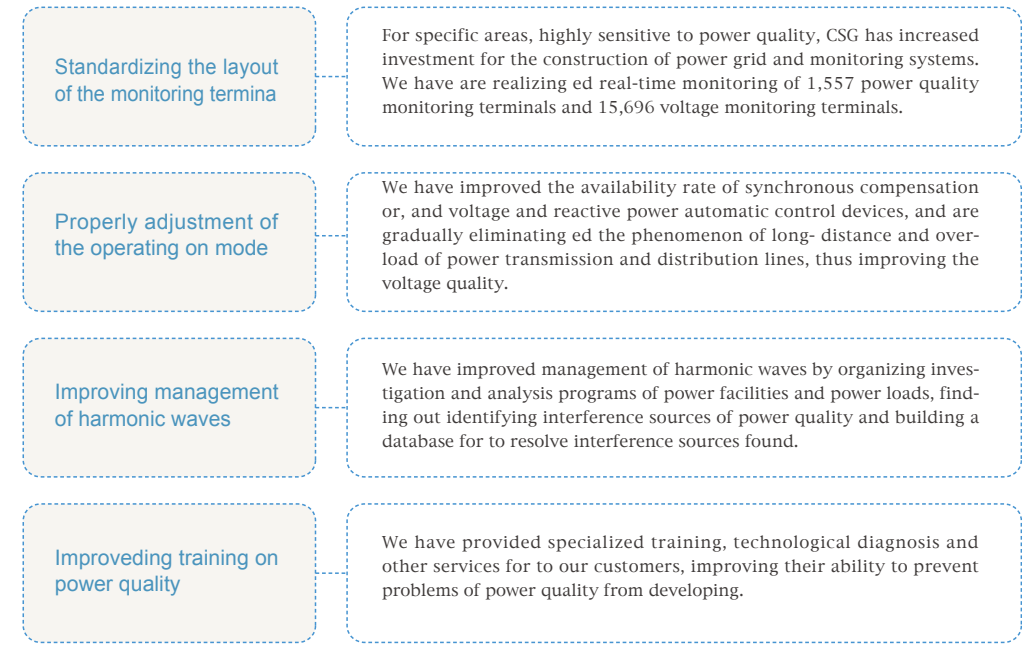 Standardizing the layout
of the monitoring termina
For specific areas, highly sensitive to power quality, CSG has increased
investment for the construction of power grid and monitoring systems.
We have are realizing ed real-time monitoring of 1,557 power quality
monitoring terminals and 15,696 voltage monitoring terminals.
Properly adjustment of
the operating on mode
We have improved the availability rate of synchronous compensation
or, and voltage and reactive power automatic control devices, and are
gradually eliminating ed the phenomenon of long- distance and over-
load of power transmission and distribution lines, thus improving the
voltage quality.
Improving management
of harmonic waves
We have improved management of harmonic waves by organizing inves-
tigation and analysis programs of power facilities and power loads, find-
ing out identifying interference sources of power quality and building a
database for to resolve interference sources found.
Improveding training on
power quality
We have provided specialized training, technological diagnosis and
other services for to our customers, improving their ability to prevent
problems of power quality from developing.